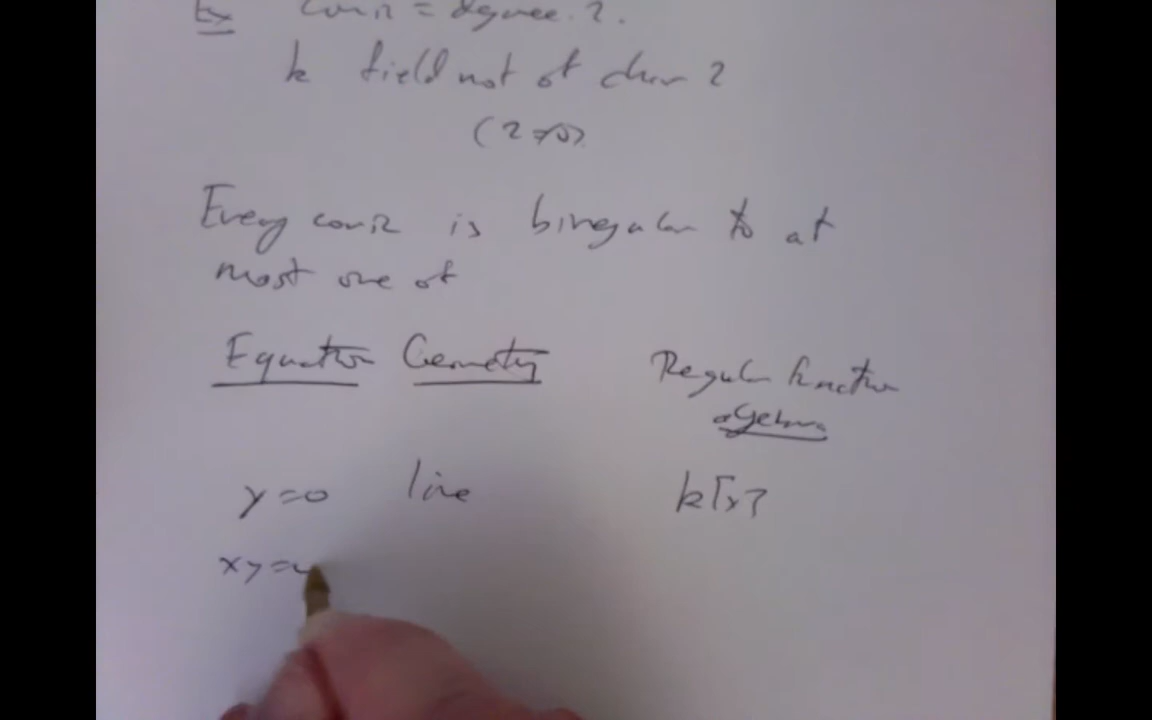 Ex Conic = degree 2.
k field not of char 2
(2≠0)
Every conic is biregular to at
most one of
Equation Geometry Regular function
algebra
y=0 line k[x]
xy=